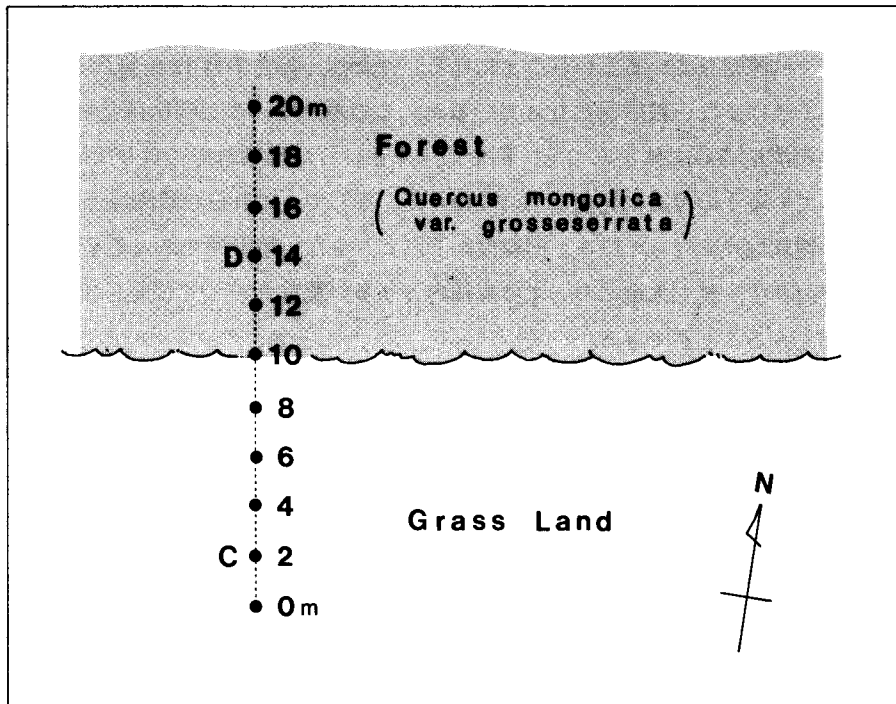 20m
18
Forest
16
(Quercus mongolica
var. grosseserrata)
D 14
12
10
8
6
4
Grass Land
N
C 2
0m